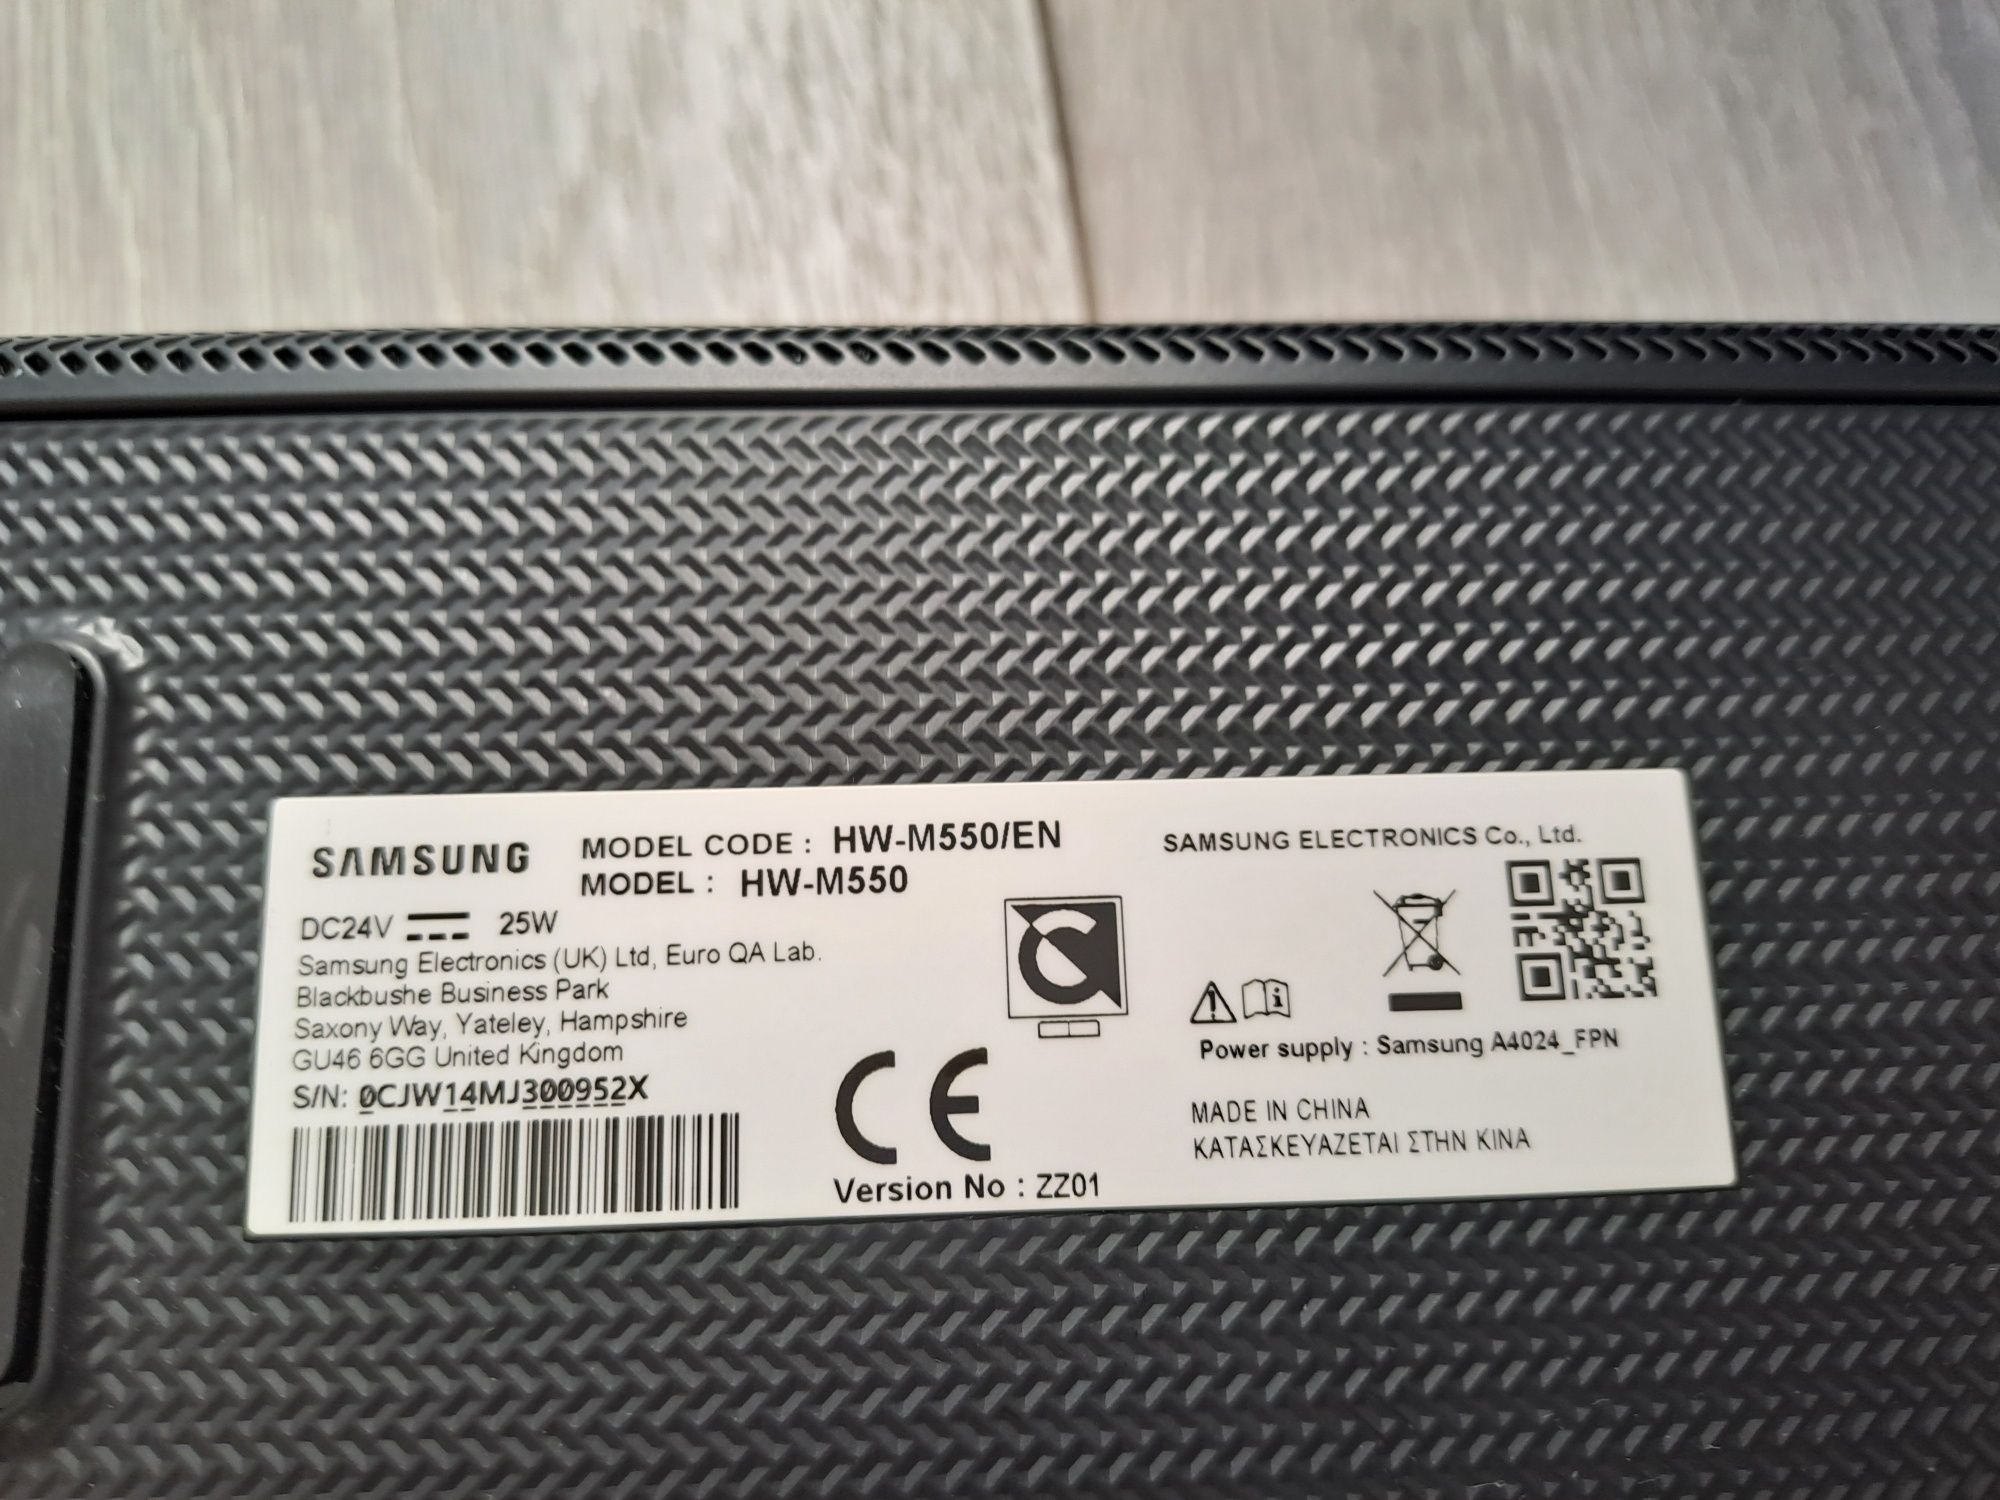 SAMSUNG
MODEL CODE : HW-M550/EN
MODEL : HW-M550
DC24V 25W
Samsung Electronics (UK) Ltd, Euro QA Lab.
Blackbushe Business Park
Saxony Way, Yateley, Hampshire
GU46 6GG United Kingdom
S/N: 0CJW14MJ300952X
CE
Version No : ZZ01
SAMSUNG ELECTRONICS Co., Ltd.
Power supply : Samsung A4024_FPN
MADE IN CHINA
ΚΑΤΑΣΚΕΥΑΖΕΤΑΙ ΣΤΗΝ ΚΙΝΑ